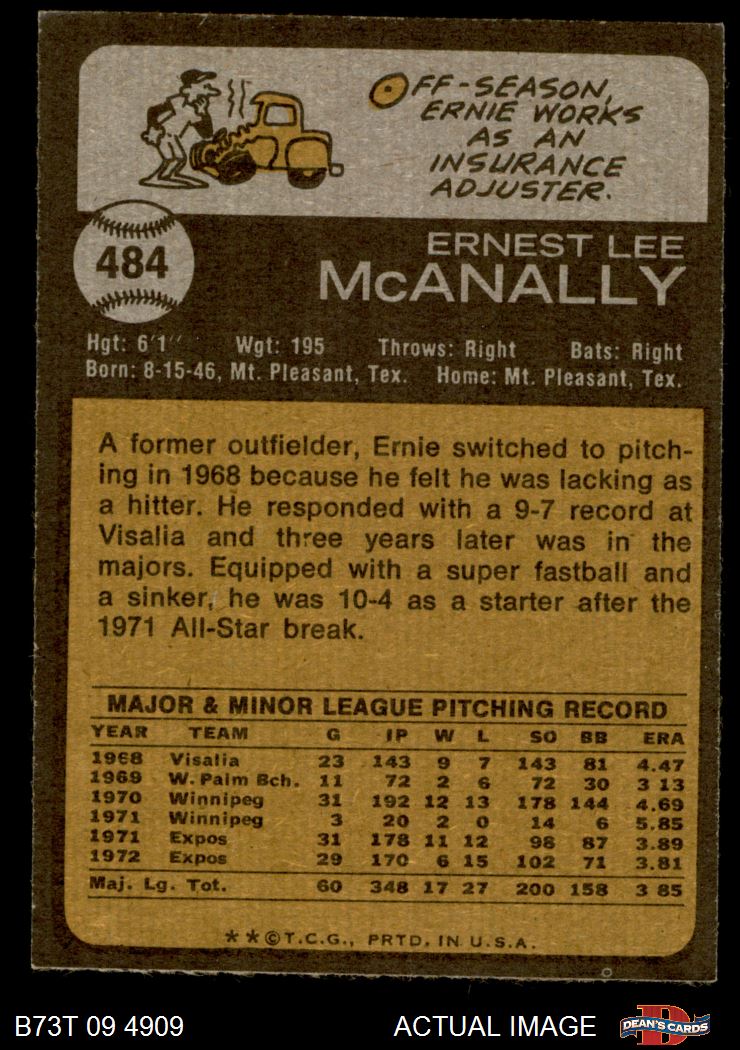 OFF-SEASON,
ERNIE WORKS
AS AN
INSURANCE
ADJUSTER.
484
ERNEST LEE
McANALLY
Hgt: 6'1" Wgt: 195 Throws: Right Bats: Right
Born: 8-15-46, Mt. Pleasant, Tex. Home: Mt. Pleasant, Tex.
A former outfielder, Ernie switched to pitch-
ing in 1968 because he felt he was lacking as
a hitter. He responded with a 9-7 record at
Visalia and three years later was in the
majors. Equipped with a super fastball and
a sinker, he was 10-4 as a starter after the
1971 All-Star break.
MAJOR & MINOR LEAGUE PITCHING RECORD
YEAR TEAM G IP W L SO BB ERA
1968 Visalia 23 143 9 7 143 81 4.47
1969 W. Palm Bch. 11 72 2 6 72 30 3 13
1970 Winnipeg 31 192 12 13 178 144 4.69
1971 Winnipeg 3 20 2 0 14 6 5.85
1971 Expos 31 178 11 12 98 87 3.89
1972 Expos 29 170 6 15 102 71 3.81
Maj. Lg. Tot. 60 348 17 27 200 158 3 85
**©T.C.G., PRTD. IN U.S.A.
B73T 09 4909 ACTUAL IMAGE D DEAN'S CARDS